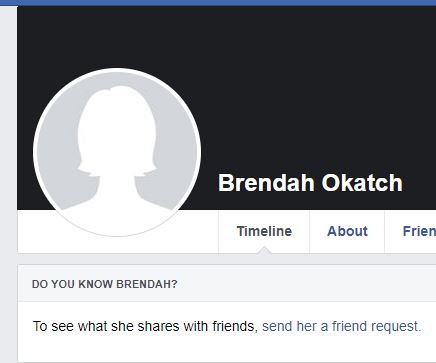 Brendah Okatch
Timeline About Frien
DO YOU KNOW BRENDAH?
To see what she shares with friends, send her a friend request.